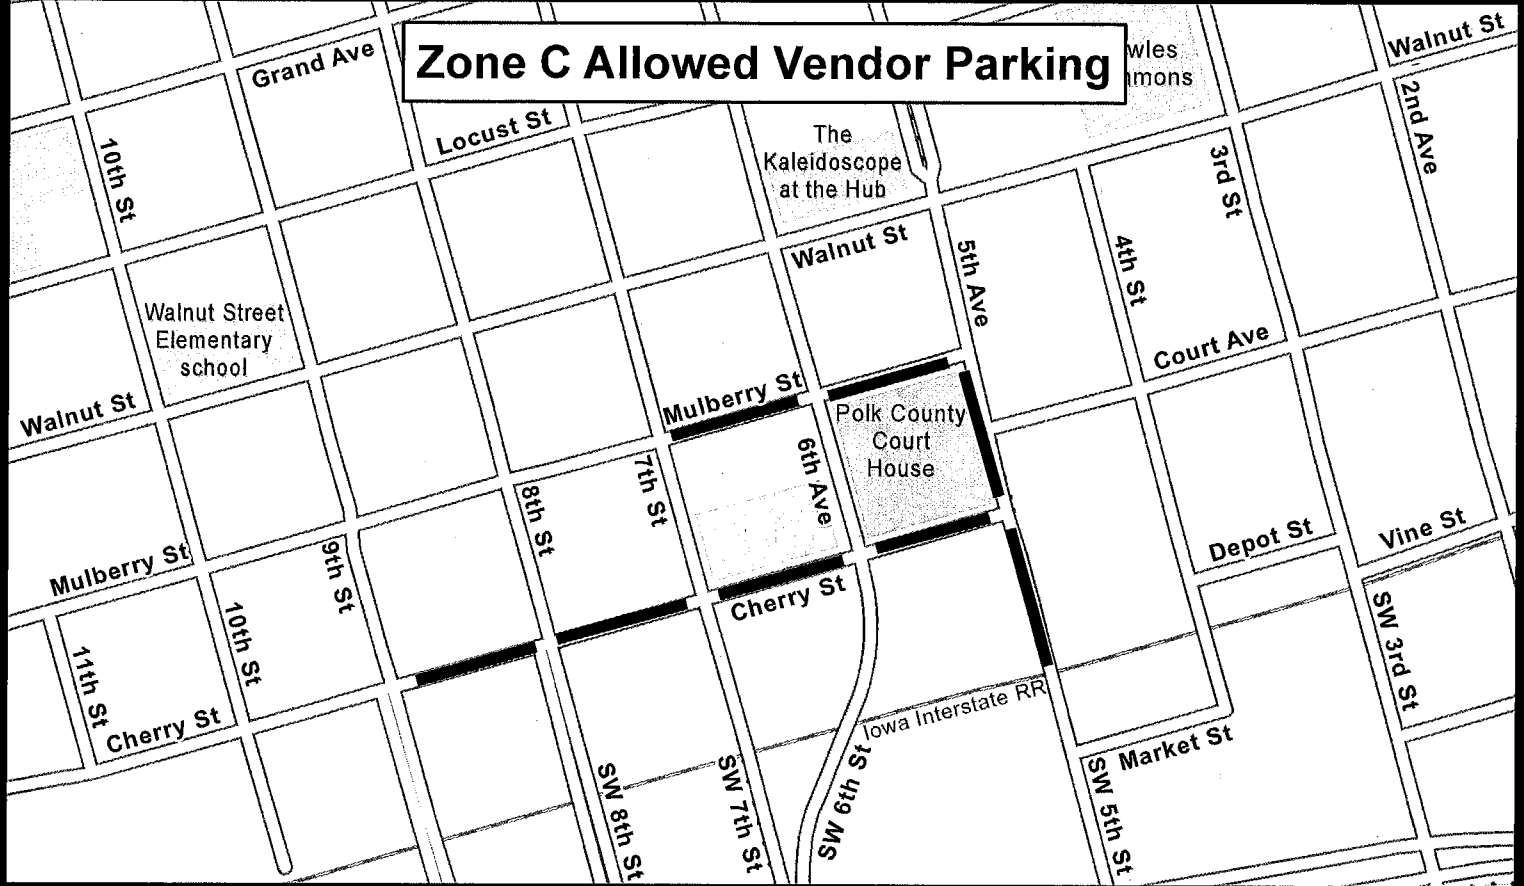 Zone C Allowed Vendor Parking
Walnut St
Grand Ave
wles
mmons
2nd Ave
Locust St
The
Kaleidoscope
at the Hub
10th St
3rd St
Walnut St
5th Ave
4th St
Walnut Street
Elementary
school
Court Ave
Walnut St
Mulberry St
Polk County
Court
House
6th Ave
7th St
8th St
Depot St
Vine St
Mulberry St
9th St
Cherry St
10th St
SW 3rd St
11th St
Cherry St
Iowa Interstate RR
Market St
SW 6th St
SW 8th St
SW 7th St
SW 5th St